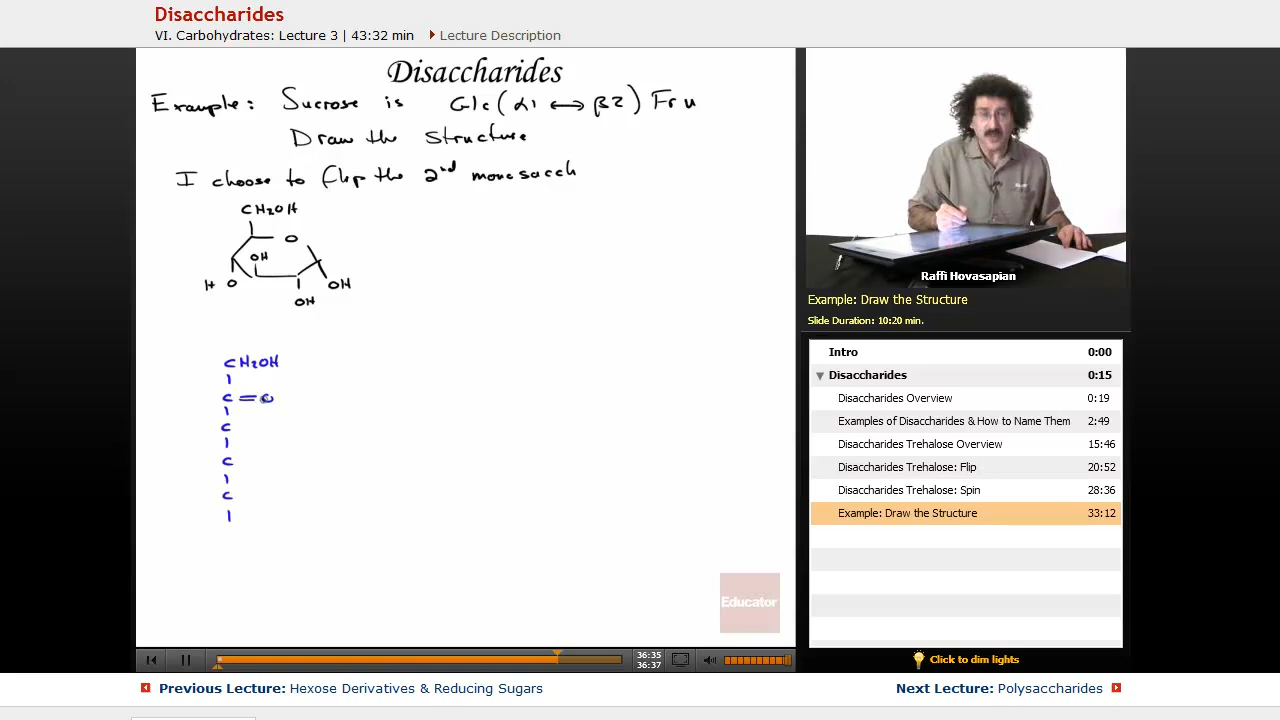 Disaccharides
VI. Carbohydrates: Lecture 3 | 43:32 min Lecture Description
Disaccharides
Example: Sucrose is Glc(α1 ⟷ β2) Fru
Draw the structure
I choose to flip the 2nd monosacch
CH2OH
O
OH
H O OH
OH
CH2OH
C = O
C
C
C
Educator
Raffi Hovasapian
Example: Draw the Structure
Slide Duration: 10:20 min.
Intro 0:00
Disaccharides 0:15
Disaccharides Overview 0:19
Examples of Disaccharides & How to Name Them 2:49
Disaccharides Trehalose Overview 15:46
Disaccharides Trehalose: Flip 20:52
Disaccharides Trehalose: Spin 28:36
Example: Draw the Structure 33:12
36:35
36:37
Click to dim lights
Previous Lecture: Hexose Derivatives & Reducing Sugars
Next Lecture: Polysaccharides